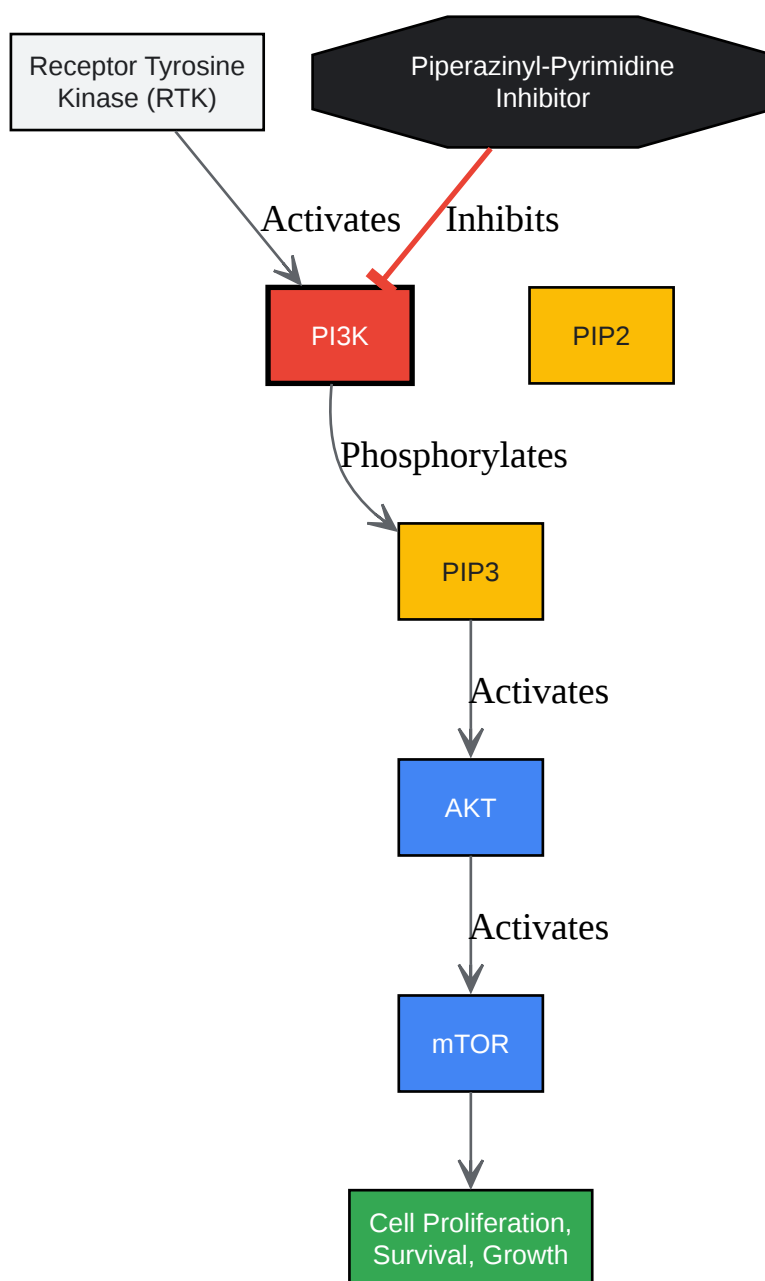 Receptor Tyrosine
Kinase (RTK)
Piperazinyl-Pyrimidine
Inhibitor
Activates
Inhibits
PI3K
PIP2
Phosphorylates
PIP3
Activates
AKT
Activates
mTOR
Cell Proliferation,
Survival, Growth